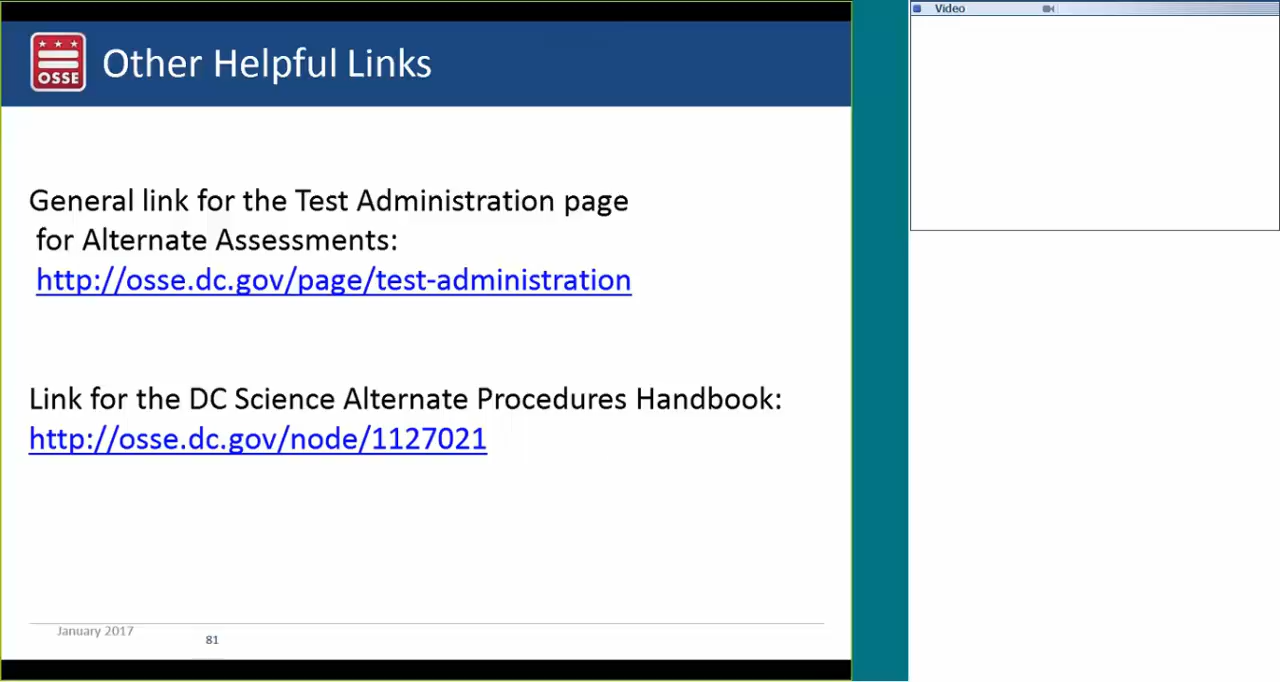 OSSE
Other Helpful Links
General link for the Test Administration page
for Alternate Assessments:
http://osse.dc.gov/page/test-administration
Link for the DC Science Alternate Procedures Handbook:
http://osse.dc.gov/node/1127021
January 2017
81
Video